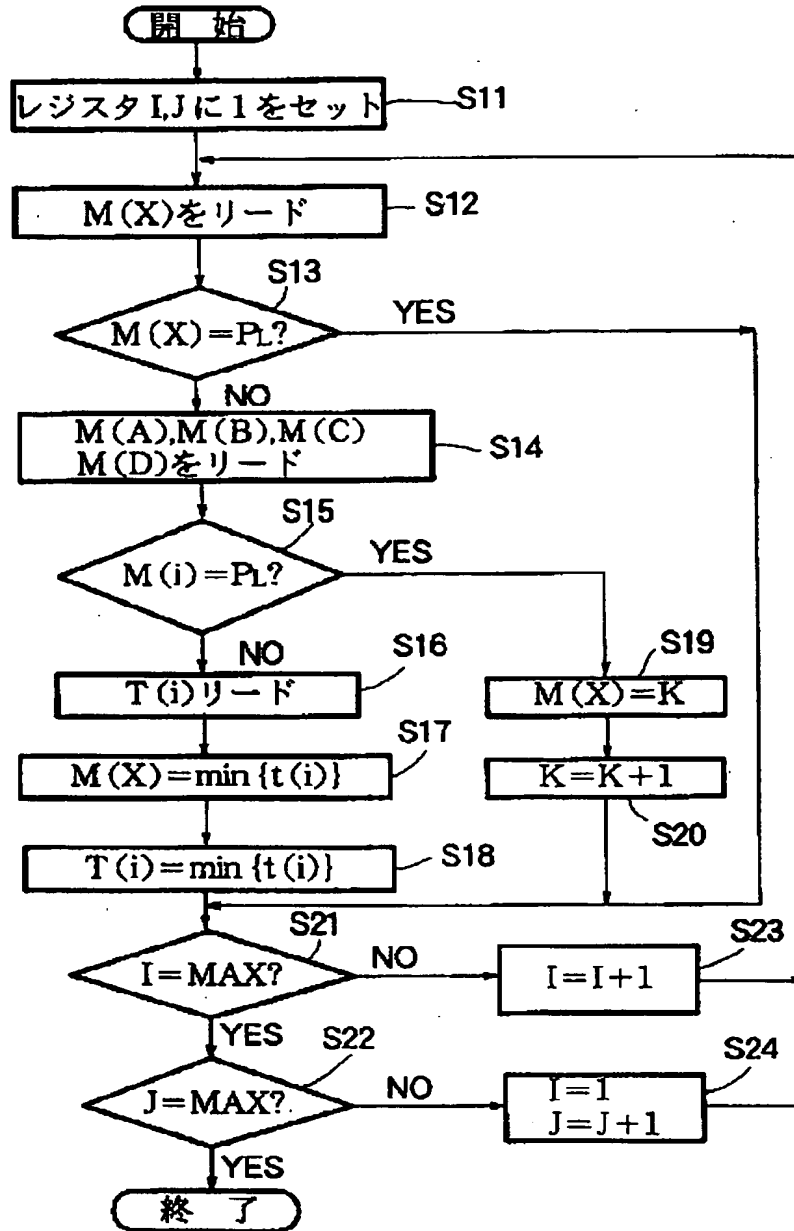 開始
レジスタI,Jに1をセット
S11
M(X)をリード
S12
S13
M(X)=PL?
YES
NO
M(A),M(B),M(C)
M(D)をリード
S14
S15
M(i)=PL?
YES
NO
T(i)リード
S16
S19
M(X)=K
S17
M(X)=min{t(i)}
K=K+1
S20
T(i)=min{t(i)}
S18
S21
I=MAX?
NO
I=I+1
S23
YES
S22
J=MAX?
NO
I=1
J=J+1
S24
YES
終了